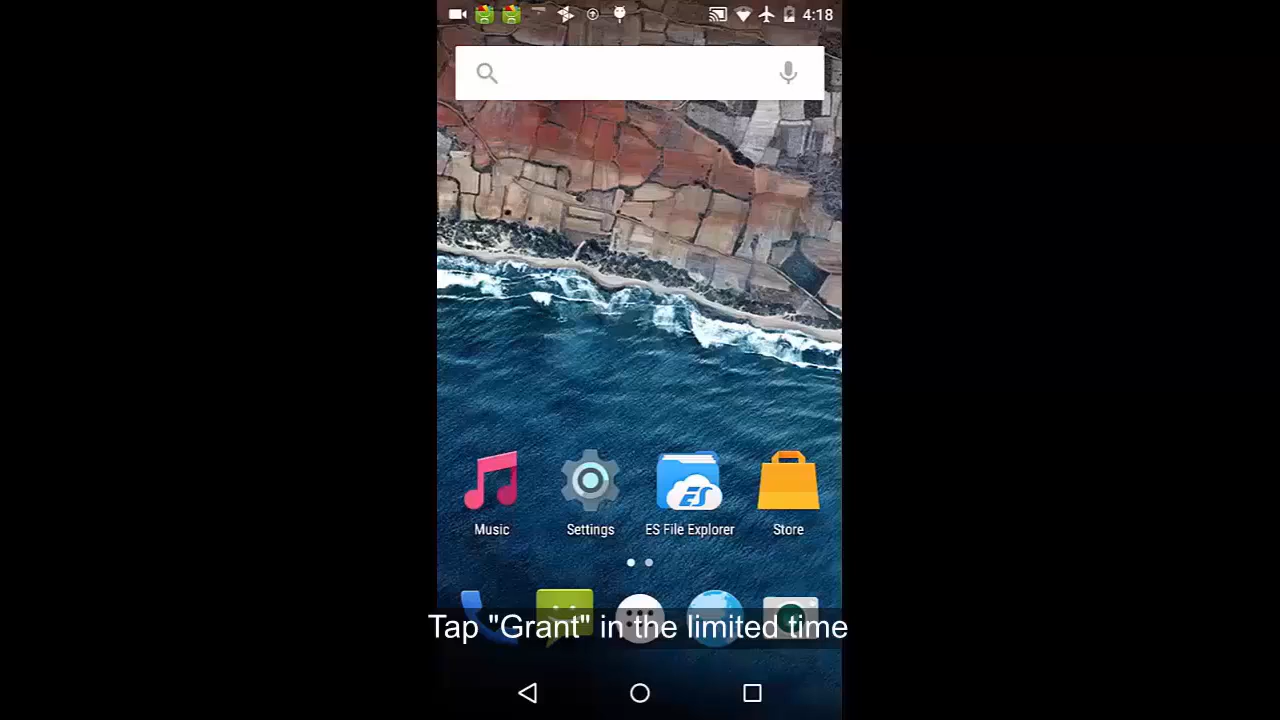 4:18
Music
Settings
ES File Explorer
Store
Tap "Grant" in the limited time